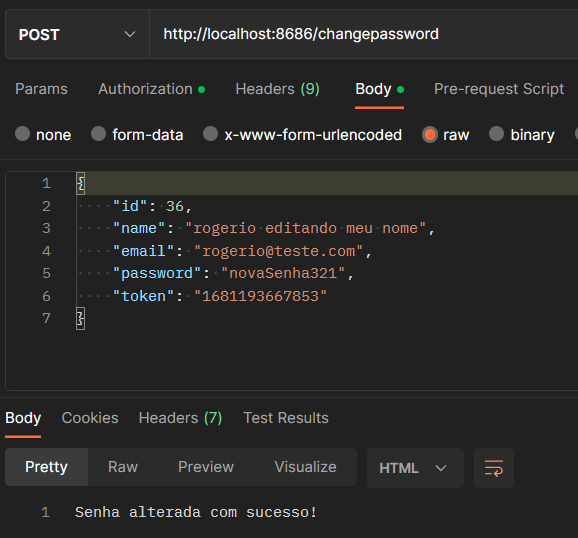 POST http://localhost:8686/changepassword
Params Authorization Headers (9) Body Pre-request Script
none form-data x-www-form-urlencoded raw binary
1 {
2 "id": 36,
3 "name": "rogerio editando meu nome",
4 "email": "rogerio@teste.com",
5 "password": "novaSenha321",
6 "token": "1681193667853"
7 }
Body Cookies Headers (7) Test Results
Pretty Raw Preview Visualize HTML
1 Senha alterada com sucesso!